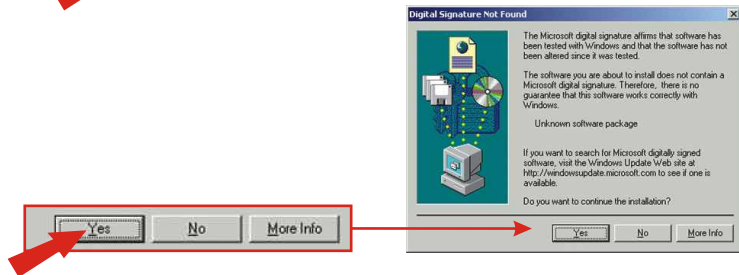 Digital Signature Not Found
The Microsoft digital signature affirms that software has
been tested with Windows and that the software has not
been altered since it was tested.
The software you are about to install does not contain a
Microsoft digital signature. Therefore, there is no
guarantee that this software works correctly with
Windows.
Unknown software package
If you want to search for Microsoft digitally signed
software, visit the Windows Update Web site at
http://windowsupdate.microsoft.com to see if one is
available.
Do you want to continue the installation?
Yes No More Info
Yes No More Info